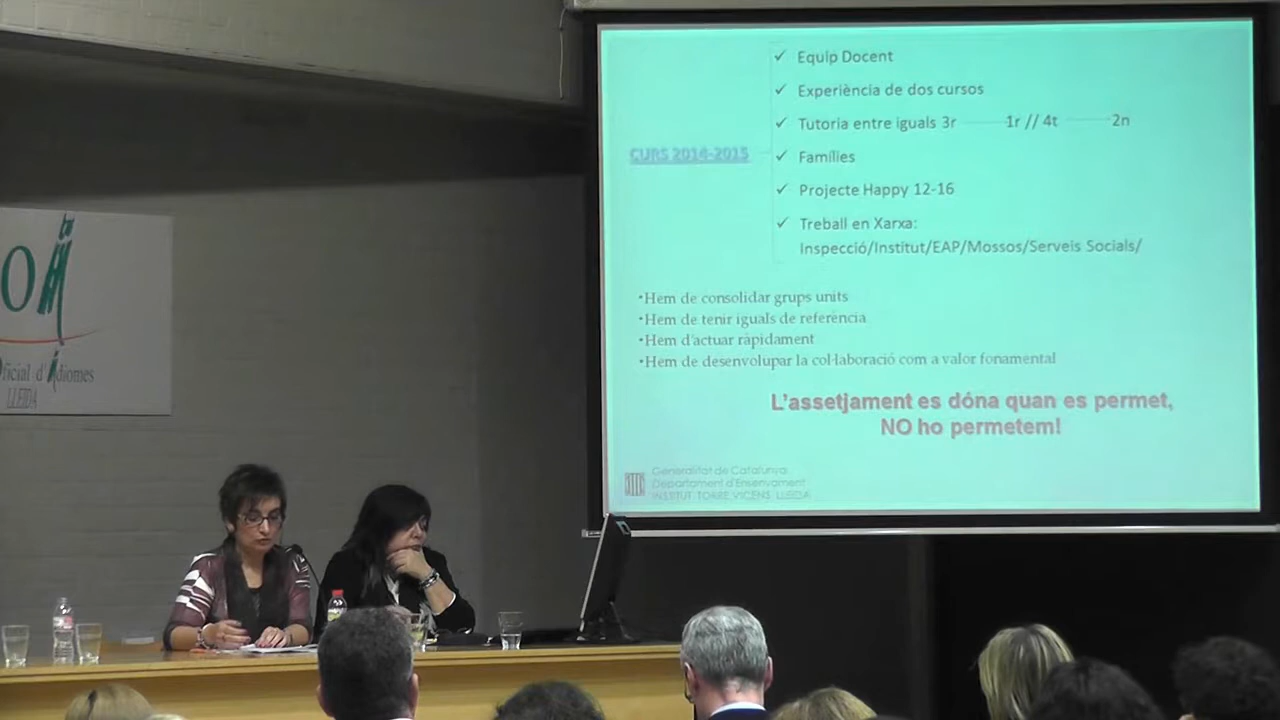 Equip Docent
Experiència de dos cursos
Tutoria entre iguals 3r 1r // 4t 2n
CURS 2014-2015
Famílies
Projecte Happy 12-16
Treball en Xarxa:
Inspecció/Institut/EAP/Mossos/Serveis Socials/
•Hem de consolidar grups units
•Hem de tenir iguals de referència
•Hem d'actuar ràpidament
•Hem de desenvolupar la col·laboració com a valor fonamental
L'assetjament es dóna quan es permet,
NO ho permetem!
Generalitat de Catalunya
Departament d'Ensenyament
INSTITUT TORRE VICENS LLEIDA
Oficial d'Idiomes
LLEIDA